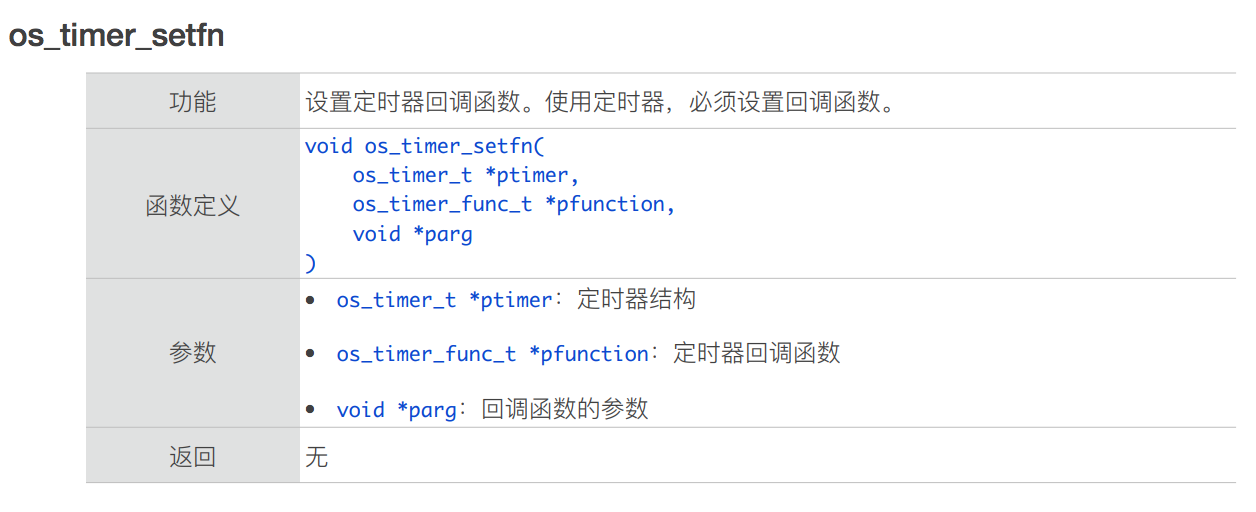 os_timer_setfn
功能
设置定时器回调函数。使用定时器，必须设置回调函数。
函数定义
void os_timer_setfn(
os_timer_t *ptimer,
os_timer_func_t *pfunction,
void *parg
)
参数
• os_timer_t *ptimer：定时器结构
• os_timer_func_t *pfunction：定时器回调函数
• void *parg：回调函数的参数
返回
无